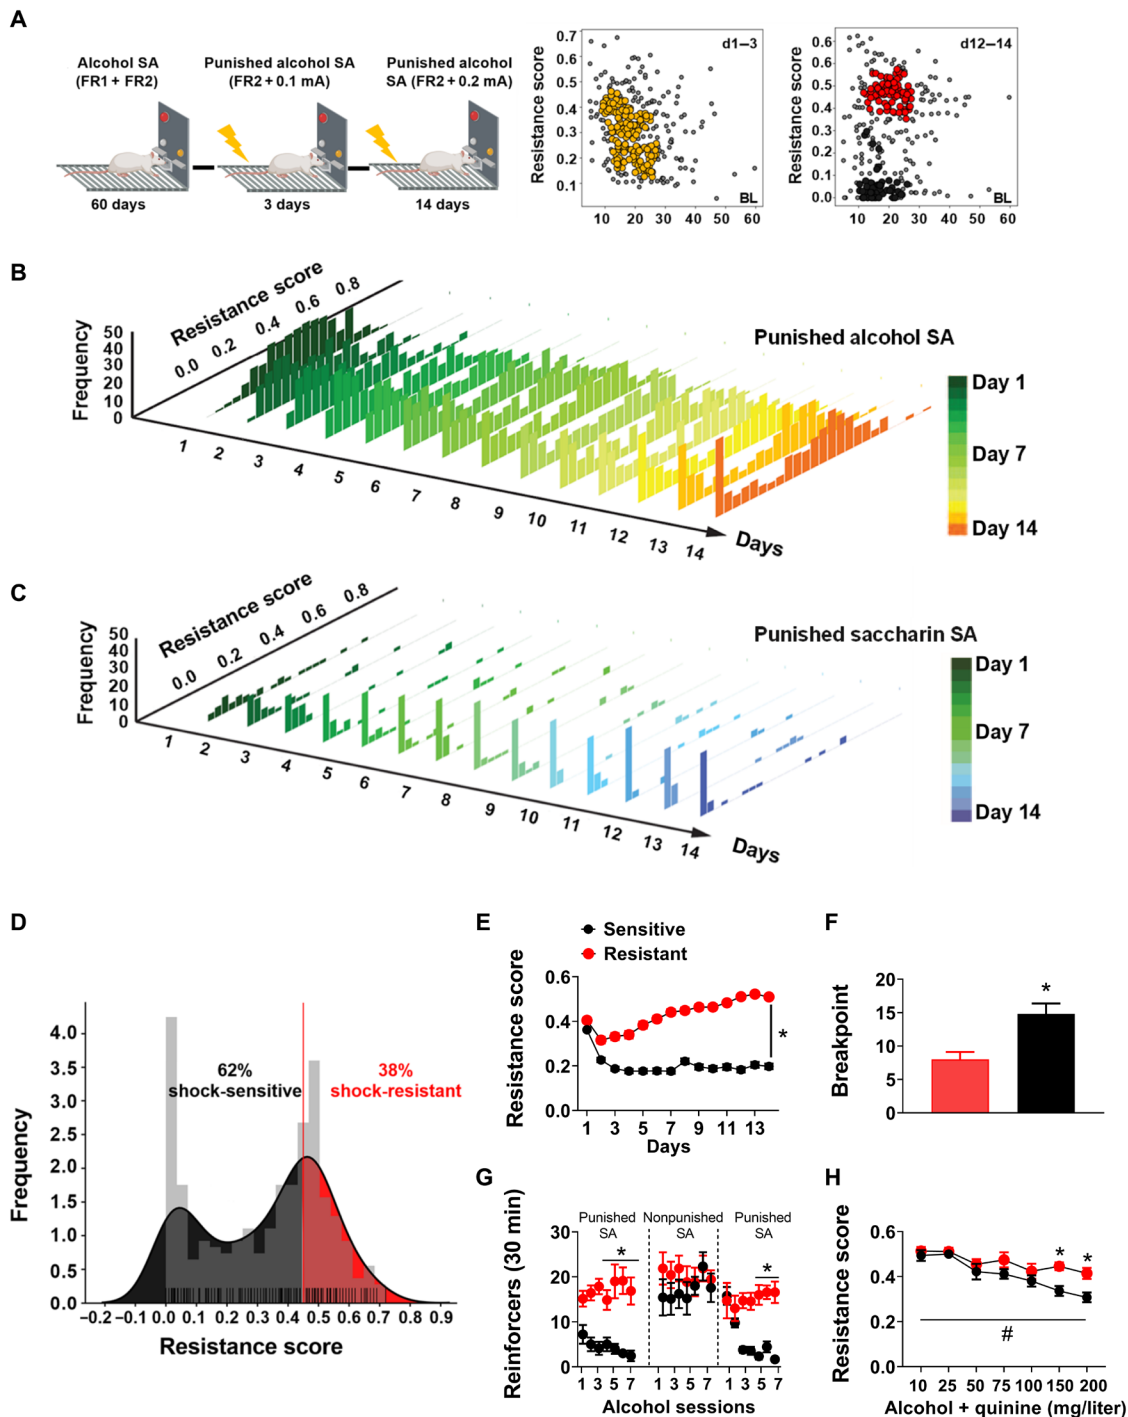 A
Alcohol SA
(FR1 + FR2)
Punished alcohol SA
(FR2 + 0.1 mA)
Punished alcohol
SA (FR2 + 0.2 mA)
60 days
3 days
14 days
Resistance score
0.7
0.6
0.5
0.4
0.3
0.2
0.1
d1–3
BL
10 20 30 40 50 60
Resistance score
0.6
0.5
0.4
0.3
0.2
0.1
0.0
d12–14
BL
10 20 30 40 50 60
B
Resistance score
0.0 0.2 0.4 0.6 0.8
Frequency
50
40
30
20
10
0
1 2 3 4 5 6 7 8 9 10 11 12 13 14
Days
Punished alcohol SA
Day 1
Day 7
Day 14
C
Resistance score
0.0 0.2 0.4 0.6 0.8
Frequency
50
40
30
20
10
0
1 2 3 4 5 6 7 8 9 10 11 12 13 14
Days
Punished saccharin SA
Day 1
Day 7
Day 14
D
Frequency
4.0
3.5
3.0
2.5
2.0
1.5
1.0
0.5
0.0
62%
shock-sensitive
38%
shock-resistant
−0.2 −0.1 0.0 0.1 0.2 0.3 0.4 0.5 0.6 0.7 0.8 0.9
Resistance score
E
Sensitive
Resistant
Resistance score
0.6
0.4
0.2
0.0
*
1 3 5 7 9 11 13
Days
F
Breakpoint
20
15
10
5
0
*
G
Reinforcers (30 min)
Punished
SA
Nonpunished
SA
Punished
SA
30
20
10
0
*
*
1 3 5 7 1 3 5 7 1 3 5 7
Alcohol sessions
H
Resistance score
0.6
0.4
0.2
0.0
* *
#
10 25 50 75 100 150 200
Alcohol + quinine (mg/liter)